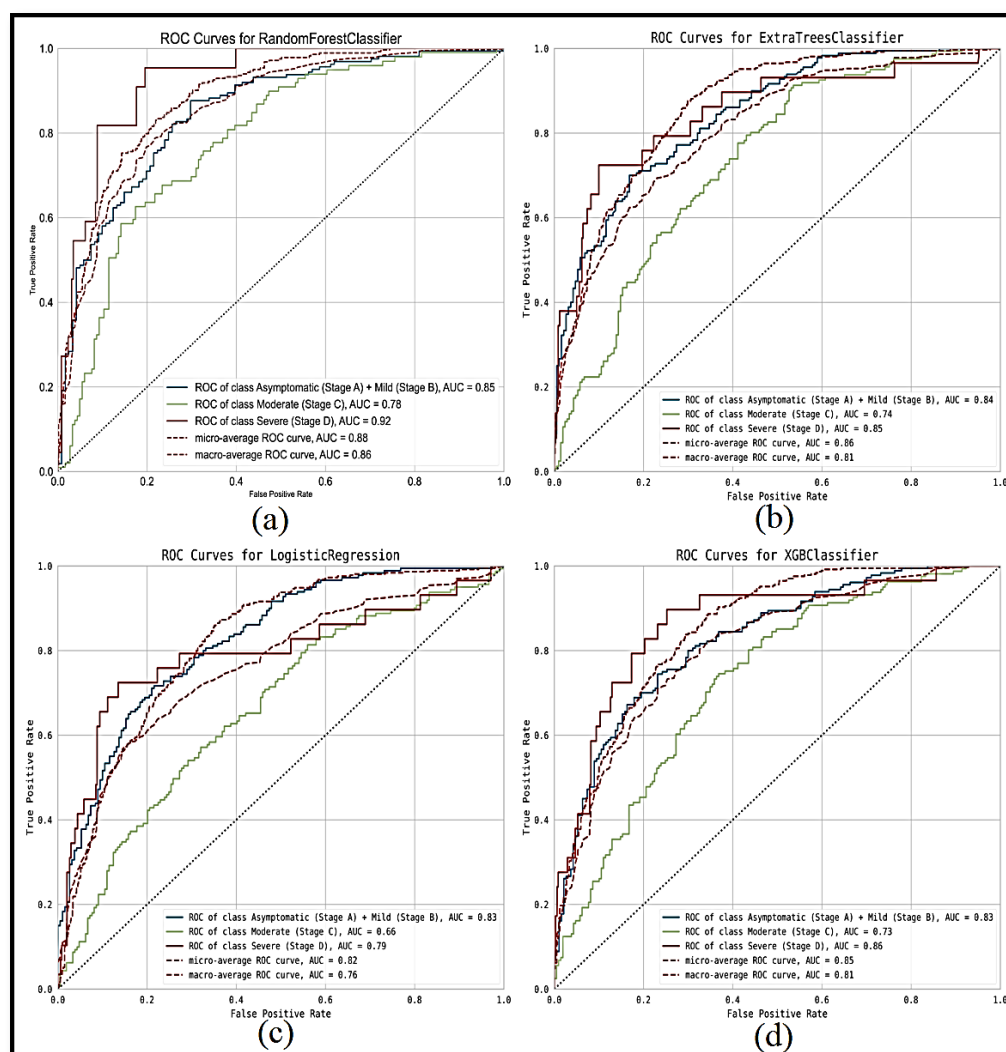 ROC Curves for RandomForestClassifier
1.0
0.8
0.6
0.4
0.2
0.0
True Positive Rate
ROC of class Asymptomatic (Stage A) + Mild (Stage B), AUC = 0.85
ROC of class Moderate (Stage C), AUC = 0.78
ROC of class Severe (Stage D), AUC = 0.92
micro-average ROC curve, AUC = 0.88
macro-average ROC curve, AUC = 0.86
0.0 0.2 0.4 0.6 0.8 1.0
False Positive Rate
(a)
ROC Curves for ExtraTreesClassifier
1.0
0.8
0.6
0.4
0.2
0.0
True Positive Rate
ROC of class Asymptomatic (Stage A) + Mild (Stage B), AUC = 0.84
ROC of class Moderate (Stage C), AUC = 0.74
ROC of class Severe (Stage D), AUC = 0.85
micro-average ROC curve, AUC = 0.86
macro-average ROC curve, AUC = 0.81
0.0 0.2 0.4 0.6 0.8 1.0
False Positive Rate
(b)
ROC Curves for LogisticRegression
1.0
0.8
0.6
0.4
0.2
0.0
True Positive Rate
ROC of class Asymptomatic (Stage A) + Mild (Stage B), AUC = 0.83
ROC of class Moderate (Stage C), AUC = 0.66
ROC of class Severe (Stage D), AUC = 0.79
micro-average ROC curve, AUC = 0.82
macro-average ROC curve, AUC = 0.76
0.0 0.2 0.4 0.6 0.8 1.0
False Positive Rate
(c)
ROC Curves for XGBClassifier
1.0
0.8
0.6
0.4
0.2
0.0
True Positive Rate
ROC of class Asymptomatic (Stage A) + Mild (Stage B), AUC = 0.83
ROC of class Moderate (Stage C), AUC = 0.73
ROC of class Severe (Stage D), AUC = 0.86
micro-average ROC curve, AUC = 0.85
macro-average ROC curve, AUC = 0.81
0.0 0.2 0.4 0.6 0.8 1.0
False Positive Rate
(d)